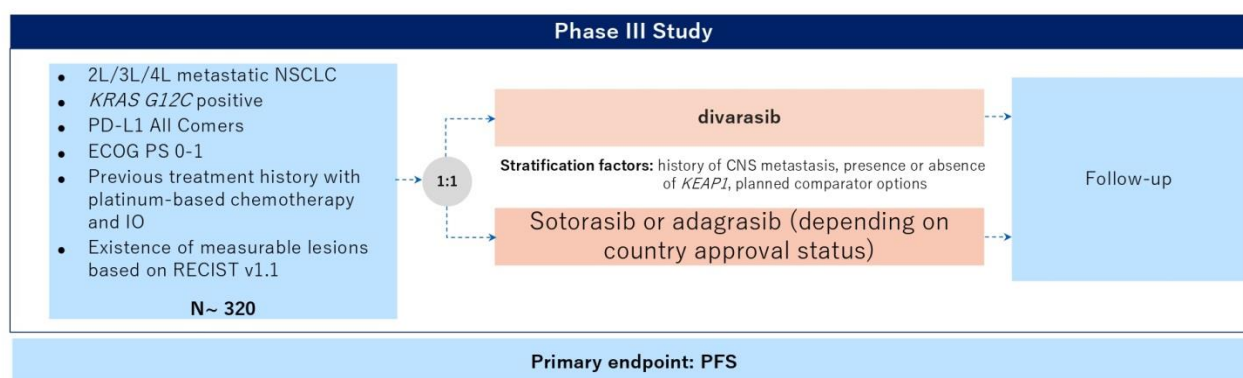 Phase III Study
• 2L/3L/4L metastatic NSCLC
• KRAS G12C positive
• PD-L1 All Comers
• ECOG PS 0-1
• Previous treatment history with
platinum-based chemotherapy
and IO
• Existence of measurable lesions
based on RECIST v1.1
N~ 320
1:1
divarasib
Stratification factors: history of CNS metastasis, presence or absence
of KEAP1, planned comparator options
Sotorasib or adagrasib (depending on
country approval status)
Follow-up
Primary endpoint: PFS